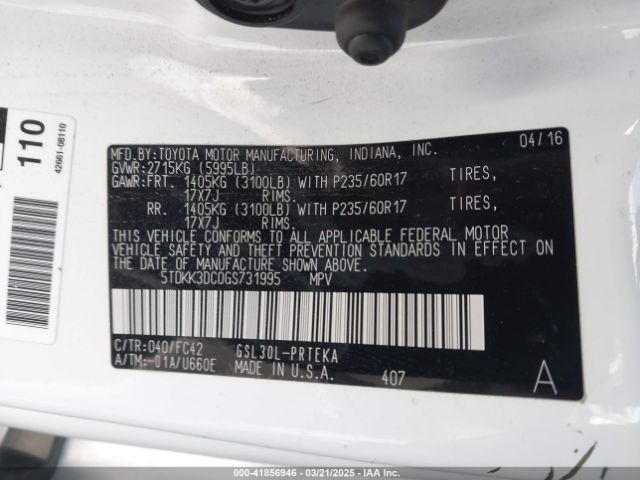 110
42661-08110
MFD.BY:TOYOTA MOTOR MANUFACTURING, INDIANA, INC. 04/16
GVWR:2715KG (5995LB)
GAWR:FRT. 1405KG (3100LB) WITH P235/60R17 TIRES,
17X7J RIMS.
RR. 1405KG (3100LB) WITH P235/60R17 TIRES,
17X7J RIMS.
THIS VEHICLE CONFORMS TO ALL APPLICABLE FEDERAL MOTOR
VEHICLE SAFETY AND THEFT PREVENTION STANDARDS IN EFFECT ON
THE DATE OF MANUFACTURE SHOWN ABOVE.
5TDKK3DC0GS731995 MPV
C/TR:040/FC42 GSL30L-PRTEKA
A/TM:-01A/U660E MADE IN U.S.A. 407 A
000-41856946 - 03/21/2025 - IAA Inc.